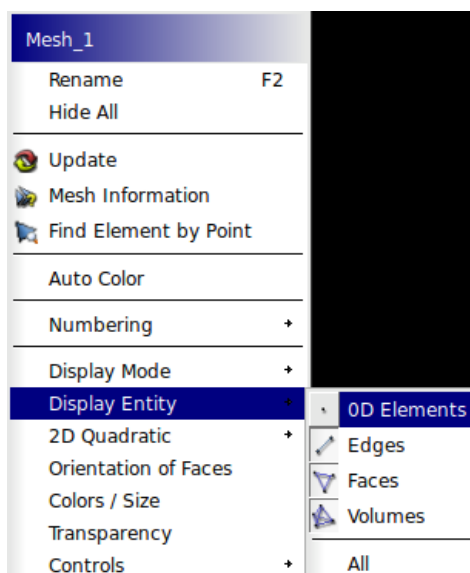 Mesh_1
Rename F2
Hide All
Update
Mesh Information
Find Element by Point
Auto Color
Numbering
Display Mode
Display Entity
2D Quadratic
Orientation of Faces
Colors / Size
Transparency
Controls
0D Elements
Edges
Faces
Volumes
All